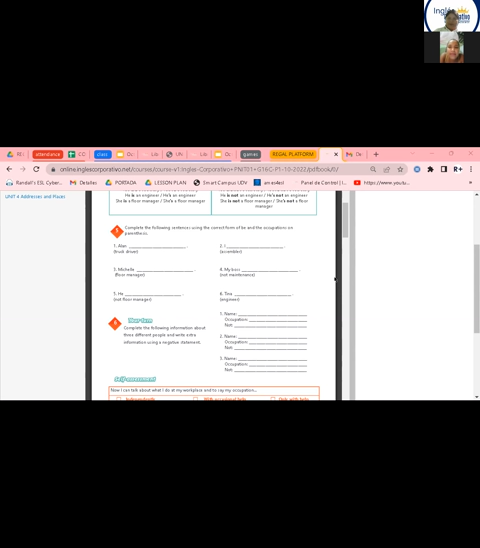 Inglés
attendance
class
games
REGAL PLATFORM
online.inglescorporativo.net/courses/course-v1:Ingles-Corporativo+PNIT01+G16C-P1-10-2022/pdfbook/0/
Randall's ESL Cyber...
Detalles
PORTADA
LESSON PLAN
Smart Campus UDV
Panel de Control | I...
https://www.youtu...
UNIT 4 Addresses and Places
He is an engineer / He's an engineer
She is a floor manager / She's a floor manager
He is not an engineer / He's not an engineer
She is not a floor manager / She's not a floor
manager
Complete the following sentences using the correct form of be and the occupations on
parenthesis.
1. Alan
(truck driver)
2. I
(assembler)
3. Michelle
(floor manager)
4. My boss
(not maintenance)
5. He
(not floor manager)
6. Tina
(engineer)
Your turn
Complete the following information about
three different people and write extra
information using a negative statement.
1. Name:
Occupation:
Not:
2. Name:
Occupation:
Not:
3. Name:
Occupation:
Not:
Self-assessment
Now I can talk about what I do at my workplace and to say my occupation...